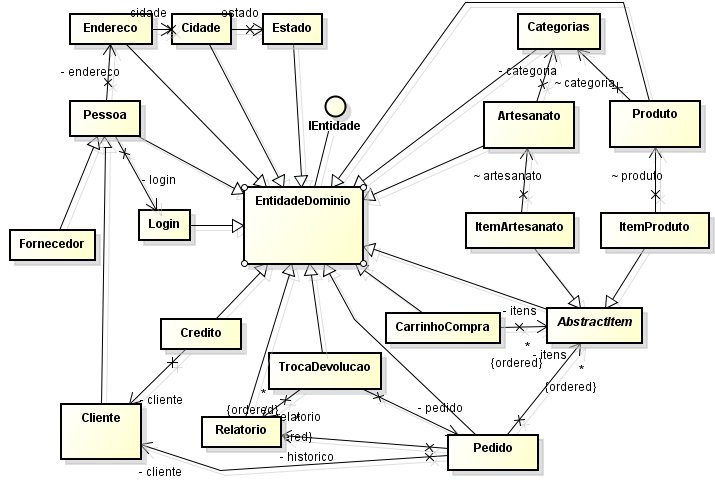 cidade
estado
Endereco
Cidade
Estado
Categorias
- endereco
- categoria
~ categoria
Pessoa
IEntidade
Artesanato
Produto
- login
~ artesanato
~ produto
EntidadeDominio
Login
Fornecedor
ItemArtesanato
ItemProduto
Credito
CarrinhoCompra
- itens
AbstractItem
*
{ordered}
- itens
*
{ordered}
TrocaDevolucao
- cliente
*
{ordered}
- pedido
Cliente
Relatorio
relatorio
- historico
Pedido
- cliente